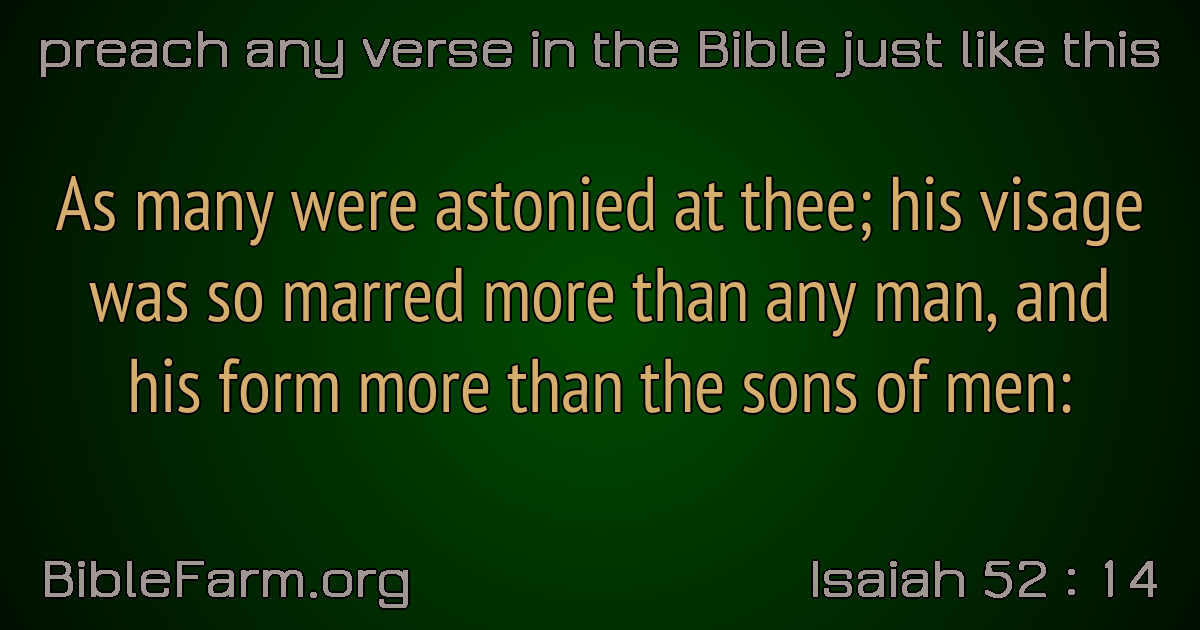 preach any verse in the Bible just like this
As many were astonied at thee; his visage
was so marred more than any man, and
his form more than the sons of men:
BibleFarm.org
Isaiah 52 : 14